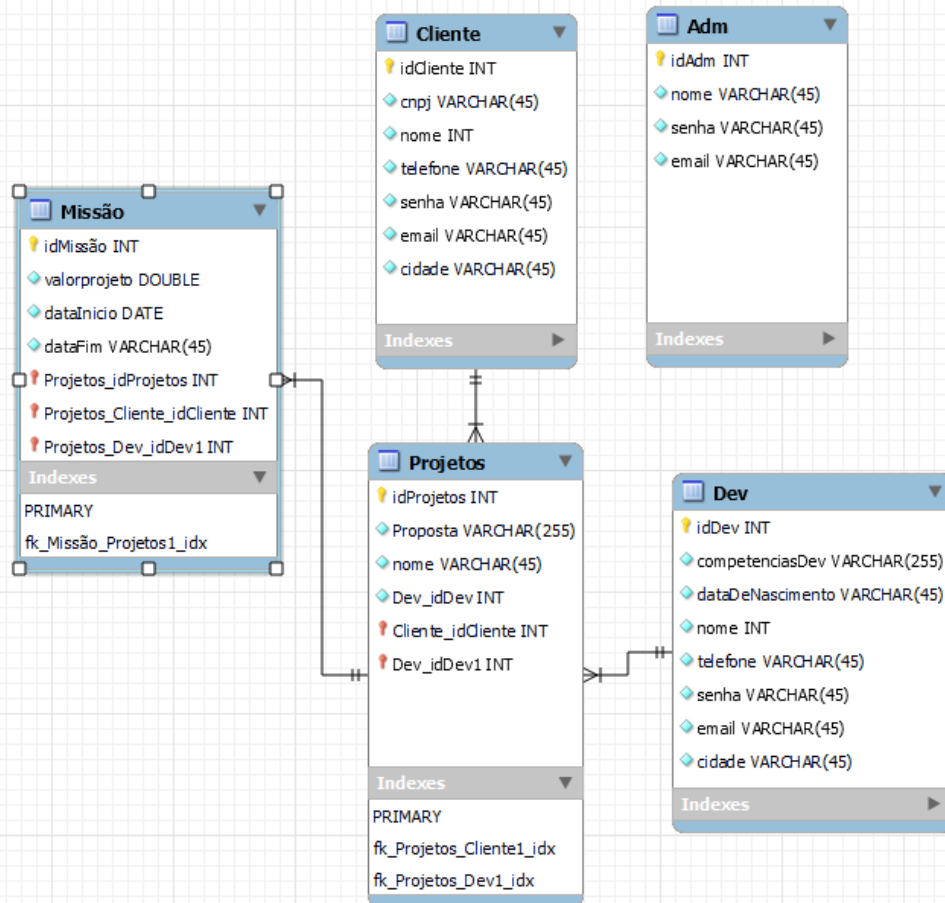 Cliente
idCliente INT
cnpj VARCHAR(45)
nome INT
telefone VARCHAR(45)
senha VARCHAR(45)
email VARCHAR(45)
cidade VARCHAR(45)
Indexes
Adm
idAdm INT
nome VARCHAR(45)
senha VARCHAR(45)
email VARCHAR(45)
Indexes
Missão
idMissão INT
valorprojeto DOUBLE
dataInicio DATE
dataFim VARCHAR(45)
Projetos_idProjetos INT
Projetos_Cliente_idCliente INT
Projetos_Dev_idDev1 INT
Indexes
PRIMARY
fk_Missão_Projetos1_idx
Projetos
idProjetos INT
Proposta VARCHAR(255)
nome VARCHAR(45)
Dev_idDev INT
Cliente_idCliente INT
Dev_idDev1 INT
Indexes
PRIMARY
fk_Projetos_Cliente1_idx
fk_Projetos_Dev1_idx
Dev
idDev INT
competenciasDev VARCHAR(255)
dataDeNascimento VARCHAR(45)
nome INT
telefone VARCHAR(45)
senha VARCHAR(45)
email VARCHAR(45)
cidade VARCHAR(45)
Indexes